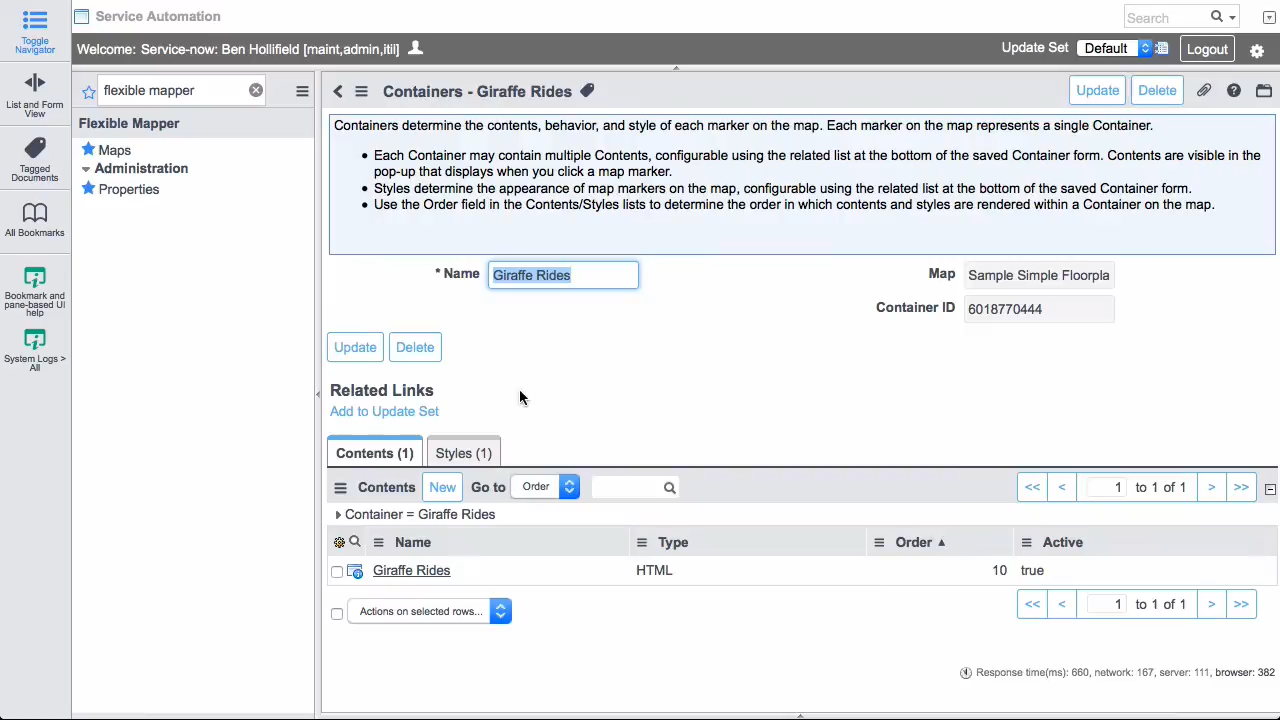 Toggle Navigator
Service Automation
Search
Welcome: Service-now: Ben Hollifield [maint,admin,itil]
Update Set
Default
Logout
List and Form View
Tagged Documents
All Bookmarks
Bookmark and pane-based UI help
System Logs > All
flexible mapper
Flexible Mapper
Maps
Administration
Properties
Containers - Giraffe Rides
Update
Delete
Containers determine the contents, behavior, and style of each marker on the map. Each marker on the map represents a single Container.
• Each Container may contain multiple Contents, configurable using the related list at the bottom of the saved Container form. Contents are visible in the
pop-up that displays when you click a map marker.
• Styles determine the appearance of map markers on the map, configurable using the related list at the bottom of the saved Container form.
• Use the Order field in the Contents/Styles lists to determine the order in which contents and styles are rendered within a Container on the map.
* Name
Giraffe Rides
Map
Sample Simple Floorpla
Container ID
6018770444
Update
Delete
Related Links
Add to Update Set
Contents (1)
Styles (1)
Contents
New
Go to
Order
<<
<
1 to 1 of 1
>
>>
Container = Giraffe Rides
Name
Type
Order
Active
Giraffe Rides
HTML
10
true
Actions on selected rows...
<<
<
1 to 1 of 1
>
>>
Response time(ms): 660, network: 167, server: 111, browser: 382